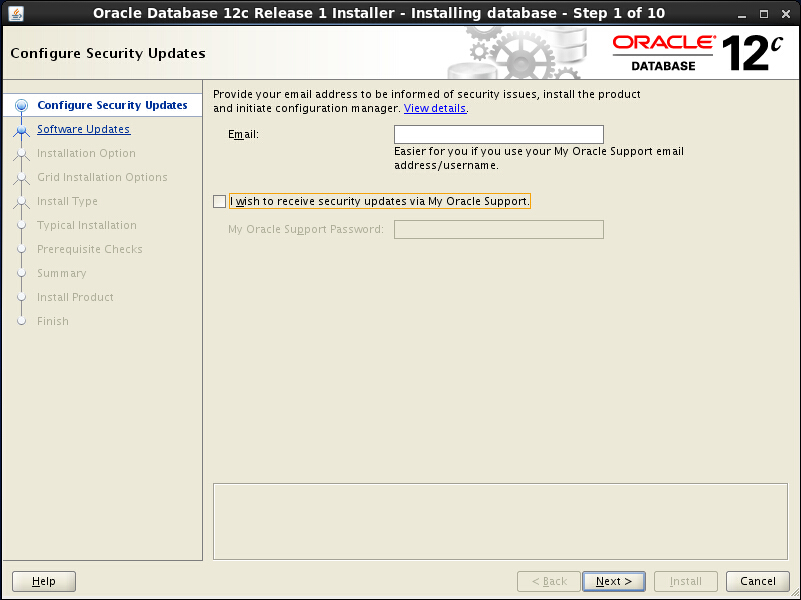 Oracle Database 12c Release 1 Installer - Installing database - Step 1 of 10
Configure Security Updates
ORACLE®
DATABASE
12c
Configure Security Updates
Software Updates
Installation Option
Grid Installation Options
Install Type
Typical Installation
Prerequisite Checks
Summary
Install Product
Finish
Provide your email address to be informed of security issues, install the product
and initiate configuration manager. View details.
Email:
Easier for you if you use your My Oracle Support email
address/username.
I wish to receive security updates via My Oracle Support.
My Oracle Support Password:
Help
< Back
Next >
Install
Cancel